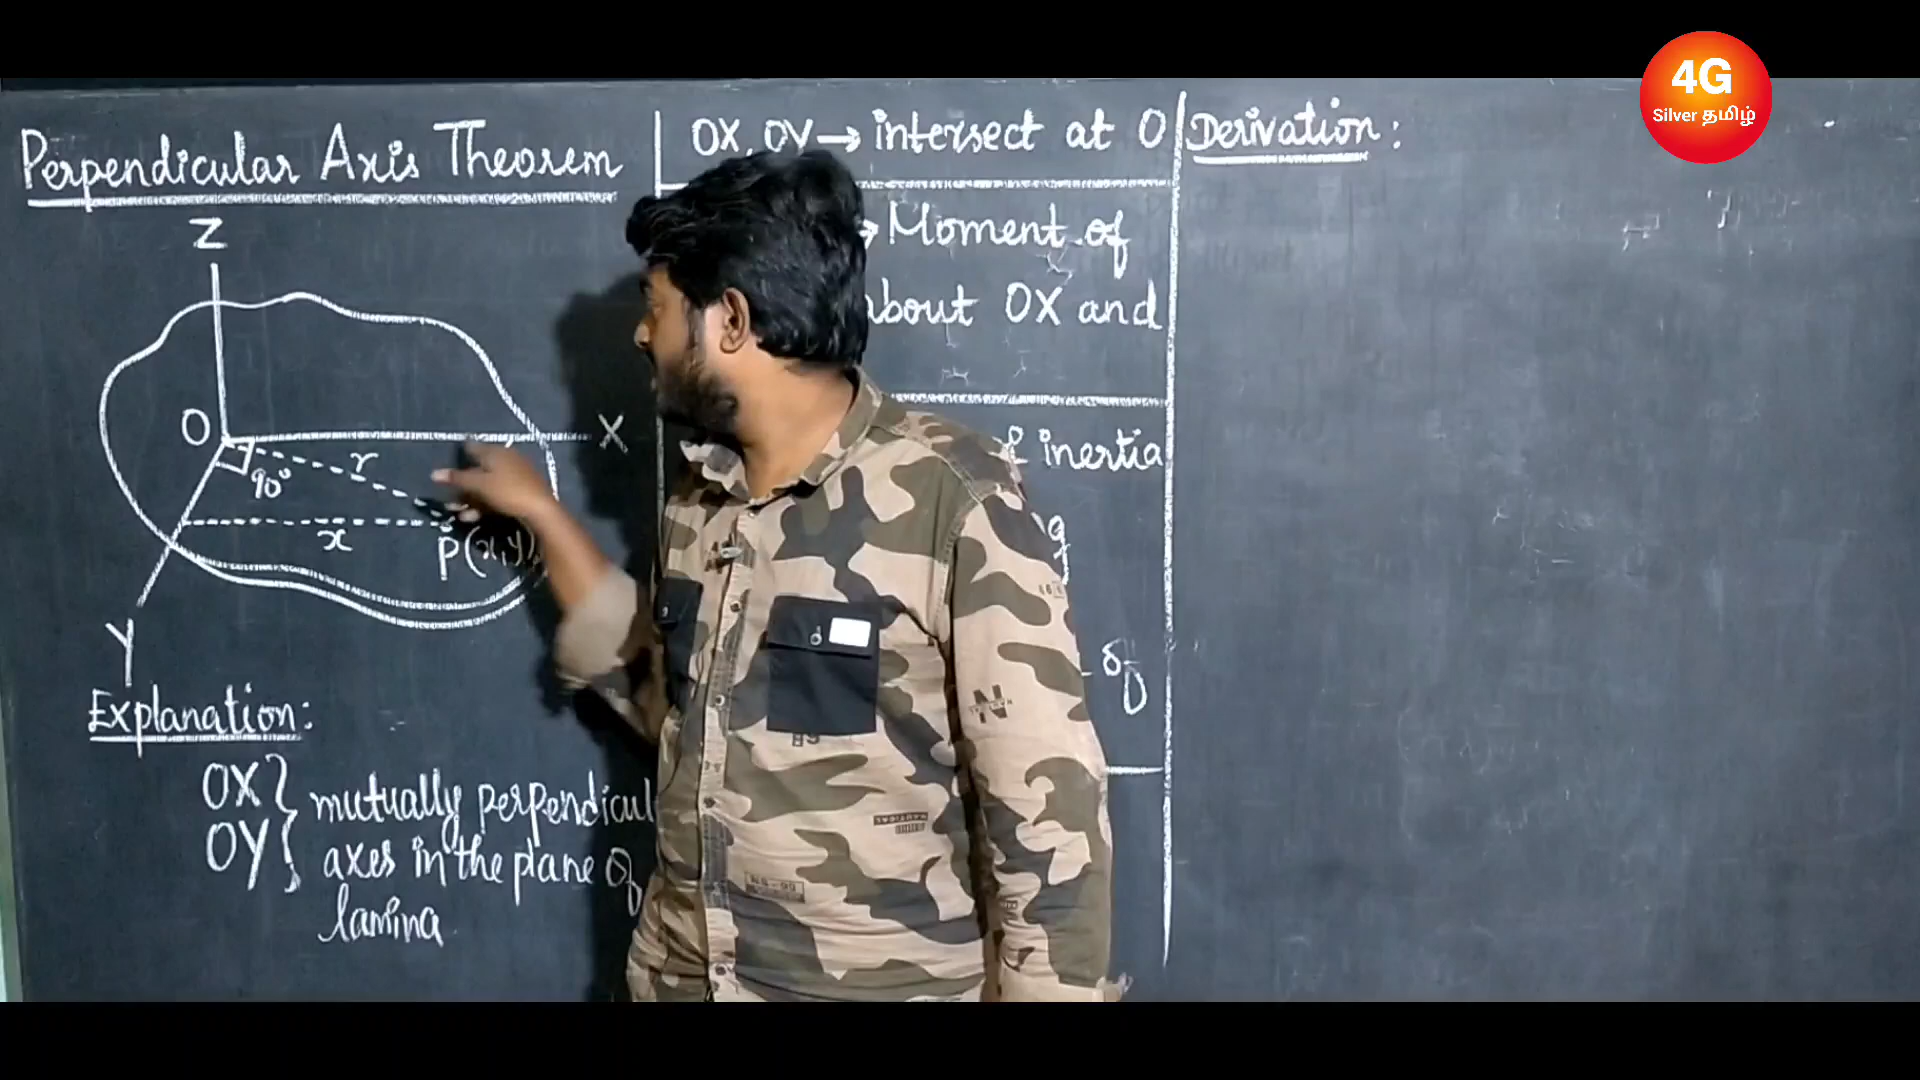 Perpendicular Axis Theorem
Z
O
X
r
90°
x
P(x,y)
Y
Explanation:
OX } mutually perpendicul
OY } axes in the plane of
lamina
OX, OY → intersect at O
→ Moment of
about OX and
inertia
Derivation:
4G
Silver தமிழ்